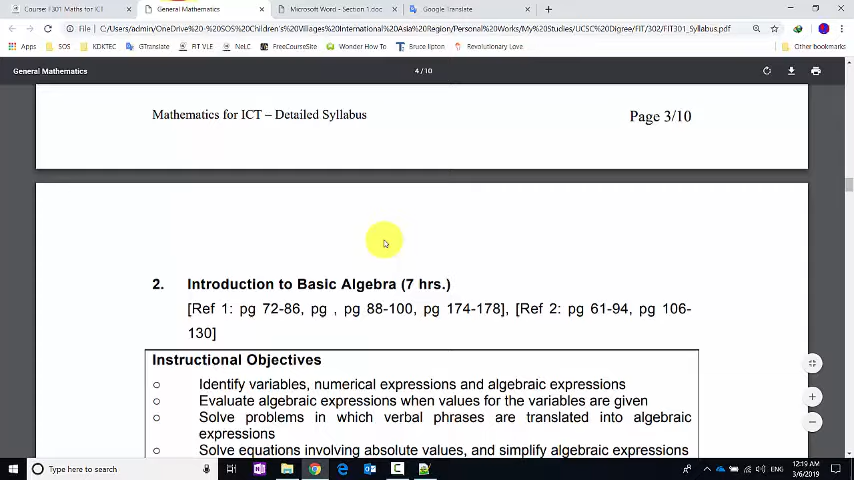 Course: F301 Maths for ICT
General Mathematics
Microsoft Word - Section 1.doc
Google Translate
File | C:/Users/admin/OneDrive%20-%20SOS%20Children's%20Villages%20International%20Asia%20Region/Personal%20Works/My%20Studies/UCSC%20Digree/FIT/302/FIT301_Syllabus.pdf
Apps
SOS
KDKTEC
GTranslate
FIT VLE
NeLC
FreeCourseSite
Wonder How To
Bruce lipton
Revolutionary Love
Other bookmarks
General Mathematics
4 / 10
Mathematics for ICT – Detailed Syllabus
Page 3/10
2. Introduction to Basic Algebra (7 hrs.)
[Ref 1: pg 72-86, pg , pg 88-100, pg 174-178], [Ref 2: pg 61-94, pg 106-
130]
Instructional Objectives
○ Identify variables, numerical expressions and algebraic expressions
○ Evaluate algebraic expressions when values for the variables are given
○ Solve problems in which verbal phrases are translated into algebraic
expressions
○ Solve equations involving absolute values, and simplify algebraic expressions
Type here to search
ENG
12:19 AM
3/6/2019